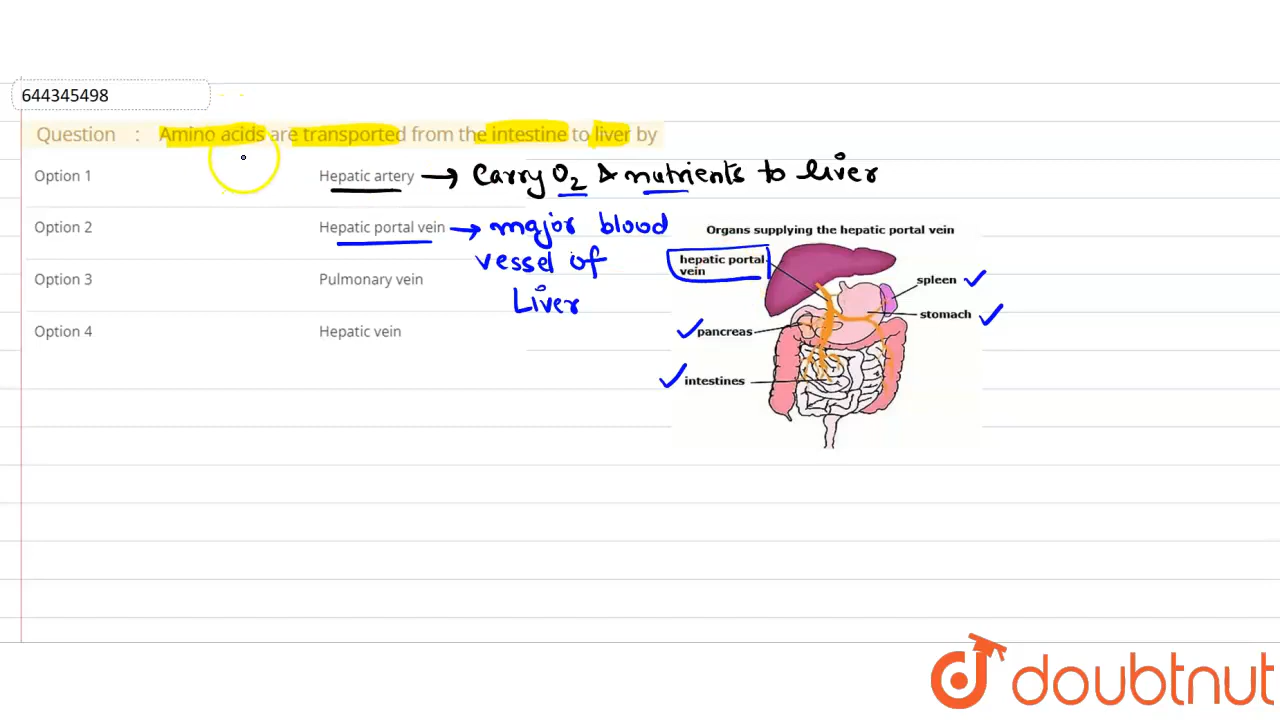 644345498
Question : Amino acids are transported from the intestine to liver by
Option 1 Hepatic artery → Carry O2 & nutrients to liver
Option 2 Hepatic portal vein → major blood
vessel of
Liver
Option 3 Pulmonary vein
Option 4 Hepatic vein
Organs supplying the hepatic portal vein
hepatic portal
vein
spleen
stomach
pancreas
intestines
doubtnut